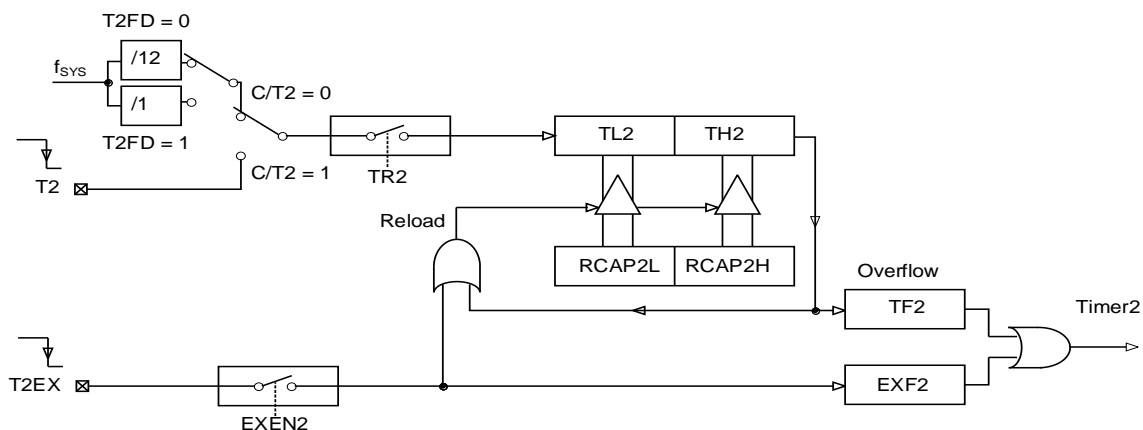 T2FD = 0
fSYS
/12
/1
C/T2 = 0
T2FD = 1
TL2
TH2
TR2
T2
C/T2 = 1
Reload
RCAP2L
RCAP2H
Overflow
TF2
Timer2
T2EX
EXEN2
EXF2